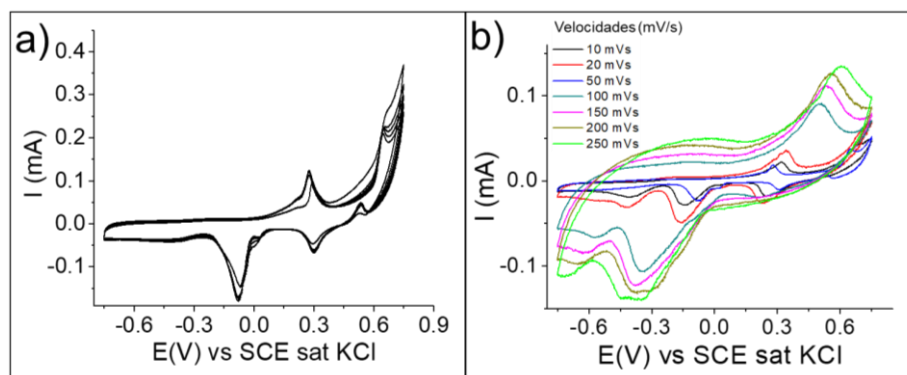 a)
0.4
0.3
0.2
0.1
0.0
-0.1
I (mA)
-0.6 -0.3 0.0 0.3 0.6 0.9
E(V) vs SCE sat KCl
b)
Velocidades (mV/s)
10 mVs
20 mVs
50 mVs
100 mVs
150 mVs
200 mVs
250 mVs
0.1
0.0
-0.1
I (mA)
-0.6 -0.3 0.0 0.3 0.6
E(V) vs SCE sat KCl